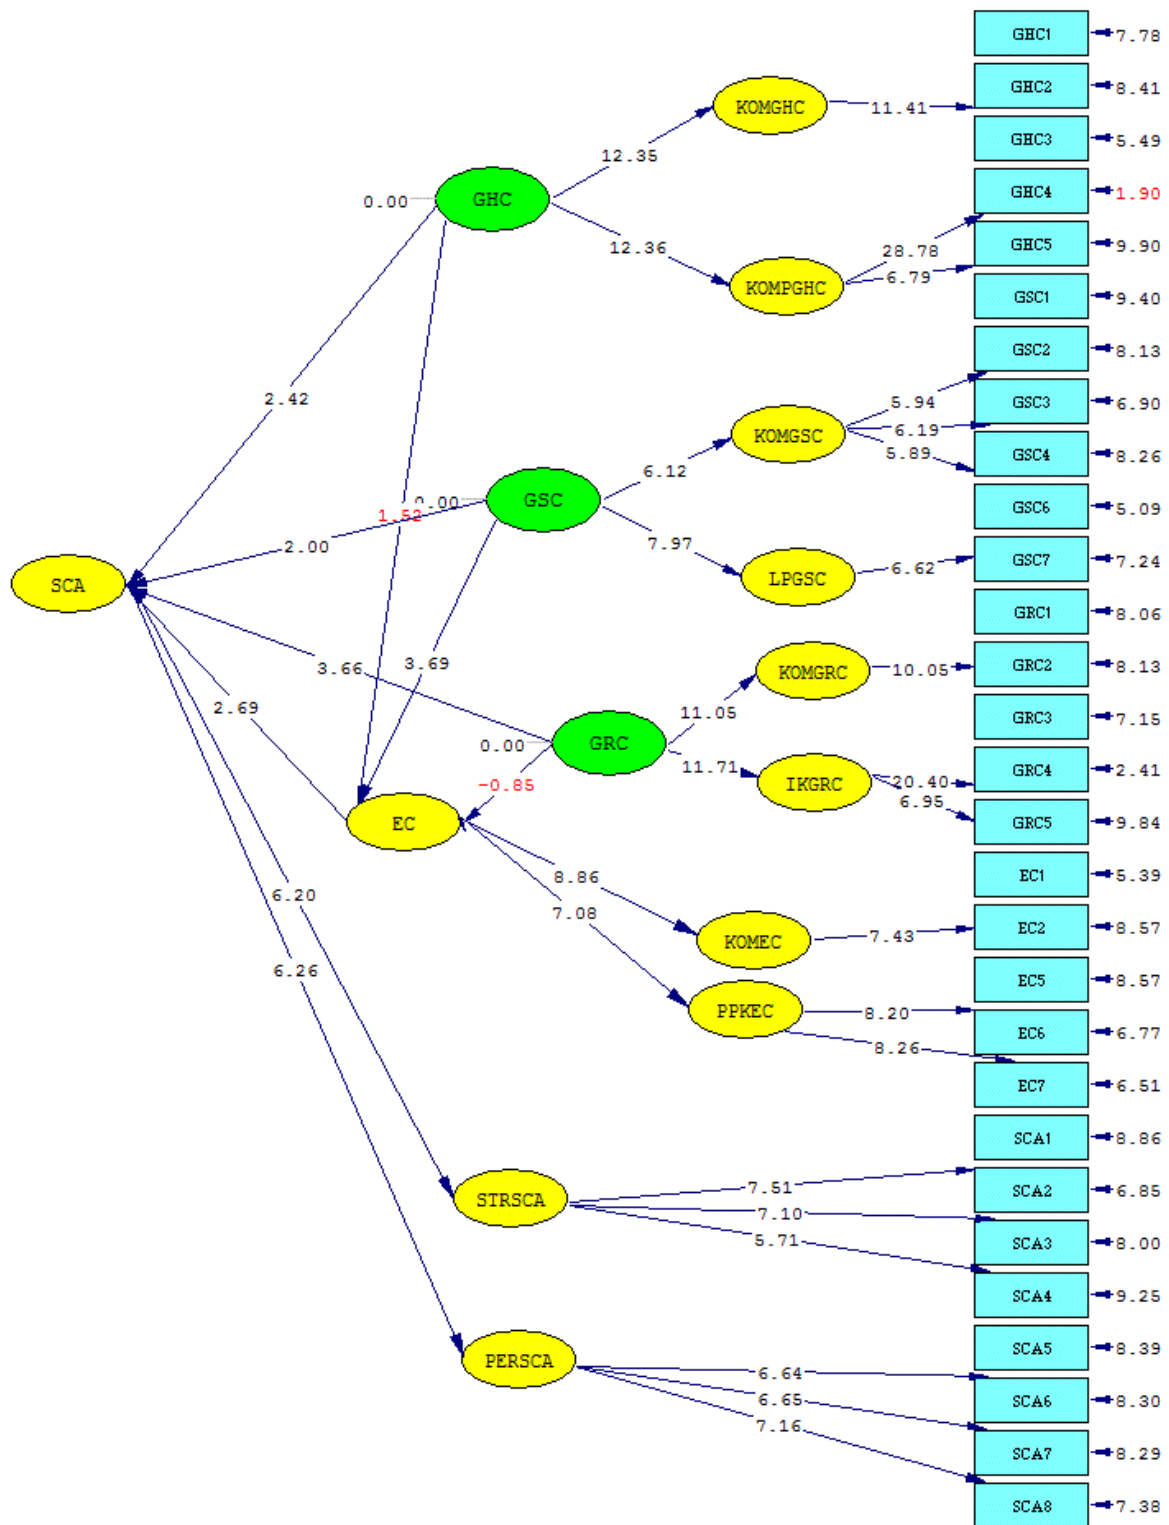 GHC1 7.78
GHC2 8.41
KOMGHC 11.41
GHC3 5.49
12.35
GHC4 1.90
0.00 GHC
GHC5 9.90
12.36 28.78
6.79
KOMPGHC
GSC1 9.40
GSC2 8.13
2.42
5.94 GSC3 6.90
KOMGSC 6.19
5.89 GSC4 8.26
6.12
0.00 GSC
GSC6 5.09
1.52
2.00 7.97
GSC7 7.24
LPGSC 6.62
SCA
GRC1 8.06
3.66 3.69
KOMGRC 10.05 GRC2 8.13
2.69 11.05
GRC3 7.15
0.00 GRC
11.71
GRC4 2.41
-0.85 IKGRC 20.40
6.95
EC GRC5 9.84
8.86 EC1 5.39
6.20 7.08
EC2 8.57
KOMEC 7.43
6.26 EC5 8.57
PPKEC 8.20
EC6 6.77
8.26
EC7 6.51
SCA1 8.86
7.51 SCA2 6.85
STRSCA
7.10
5.71 SCA3 8.00
SCA4 9.25
SCA5 8.39
PERSCA 6.64
6.65 SCA6 8.30
7.16
SCA7 8.29
SCA8 7.38